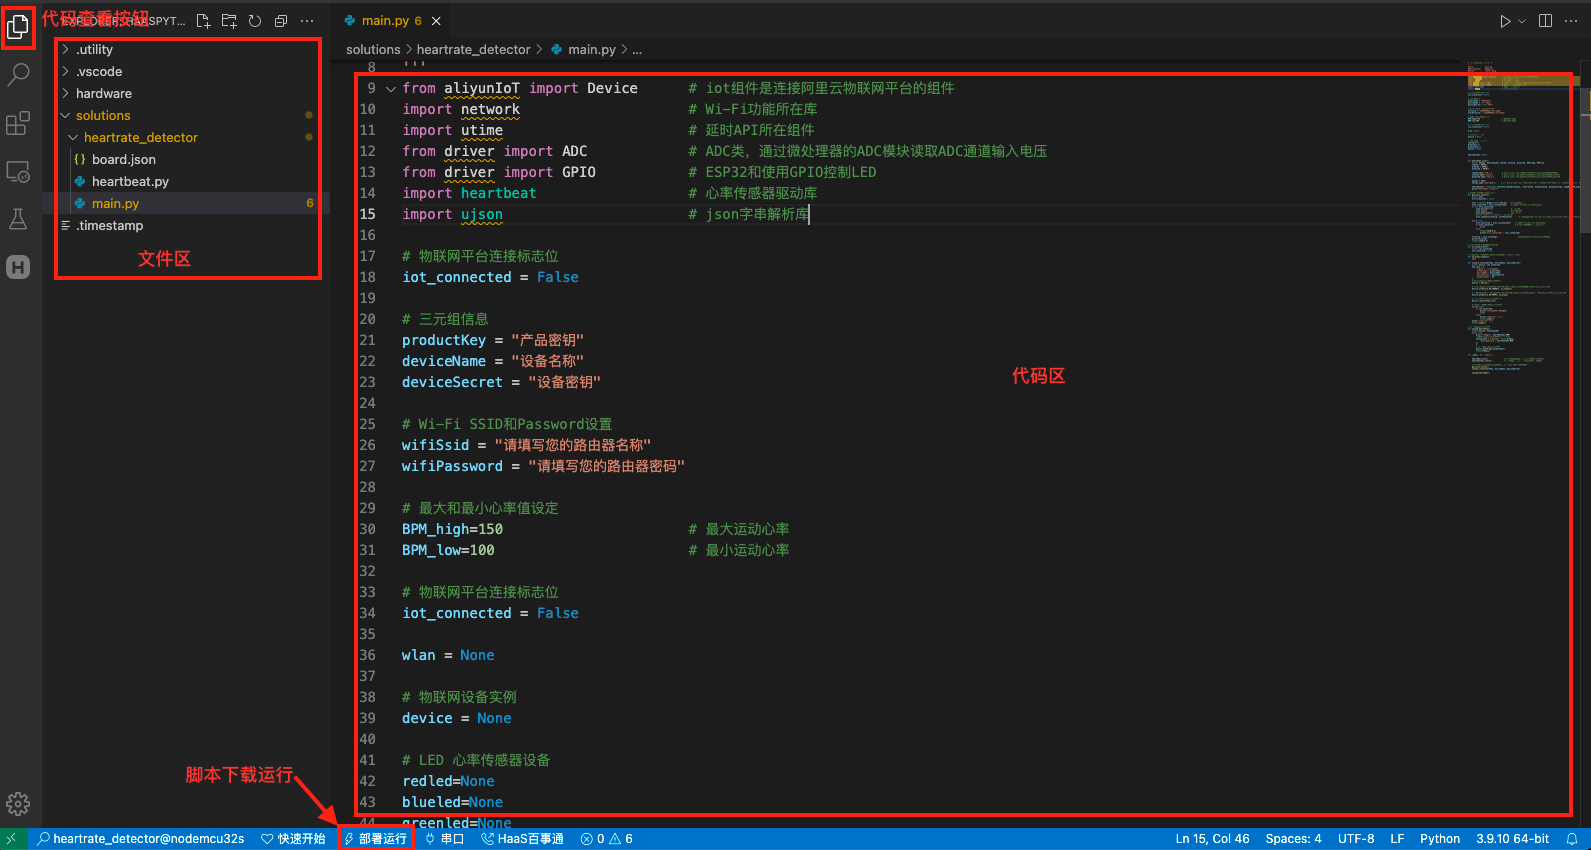 代码查看按钮
main.py 6
solutions > heartrate_detector > main.py > ...
.utility
.vscode
hardware
solutions
heartrate_detector
{} board.json
heartbeat.py
main.py 6
.timestamp
文件区
8 '''
9 from aliyunIoT import Device # iot组件是连接阿里云物联网平台的组件
10 import network # Wi-Fi功能所在库
11 import utime # 延时API所在组件
12 from driver import ADC # ADC类，通过微处理器的ADC模块读取ADC通道输入电压
13 from driver import GPIO # ESP32和使用GPIO控制LED
14 import heartbeat # 心率传感器驱动库
15 import ujson # json字串解析库
16
17 # 物联网平台连接标志位
18 iot_connected = False
19
20 # 三元组信息
21 productKey = "产品密钥"
22 deviceName = "设备名称"
23 deviceSecret = "设备密钥"
24
25 # Wi-Fi SSID和Password设置
26 wifiSsid = "请填写您的路由器名称"
27 wifiPassword = "请填写您的路由器密码"
28
29 # 最大和最小心率值设定
30 BPM_high=150 # 最大运动心率
31 BPM_low=100 # 最小运动心率
32
33 # 物联网平台连接标志位
34 iot_connected = False
35
36 wlan = None
37
38 # 物联网设备实例
39 device = None
40
41 # LED 心率传感器设备
42 redled=None
43 blueled=None
44 greenled=None
代码区
脚本下载运行
heartrate_detector@nodemcu32s 快速开始 部署运行 串口 HaaS百事通 0 6 Ln 15, Col 46 Spaces: 4 UTF-8 LF Python 3.9.10 64-bit